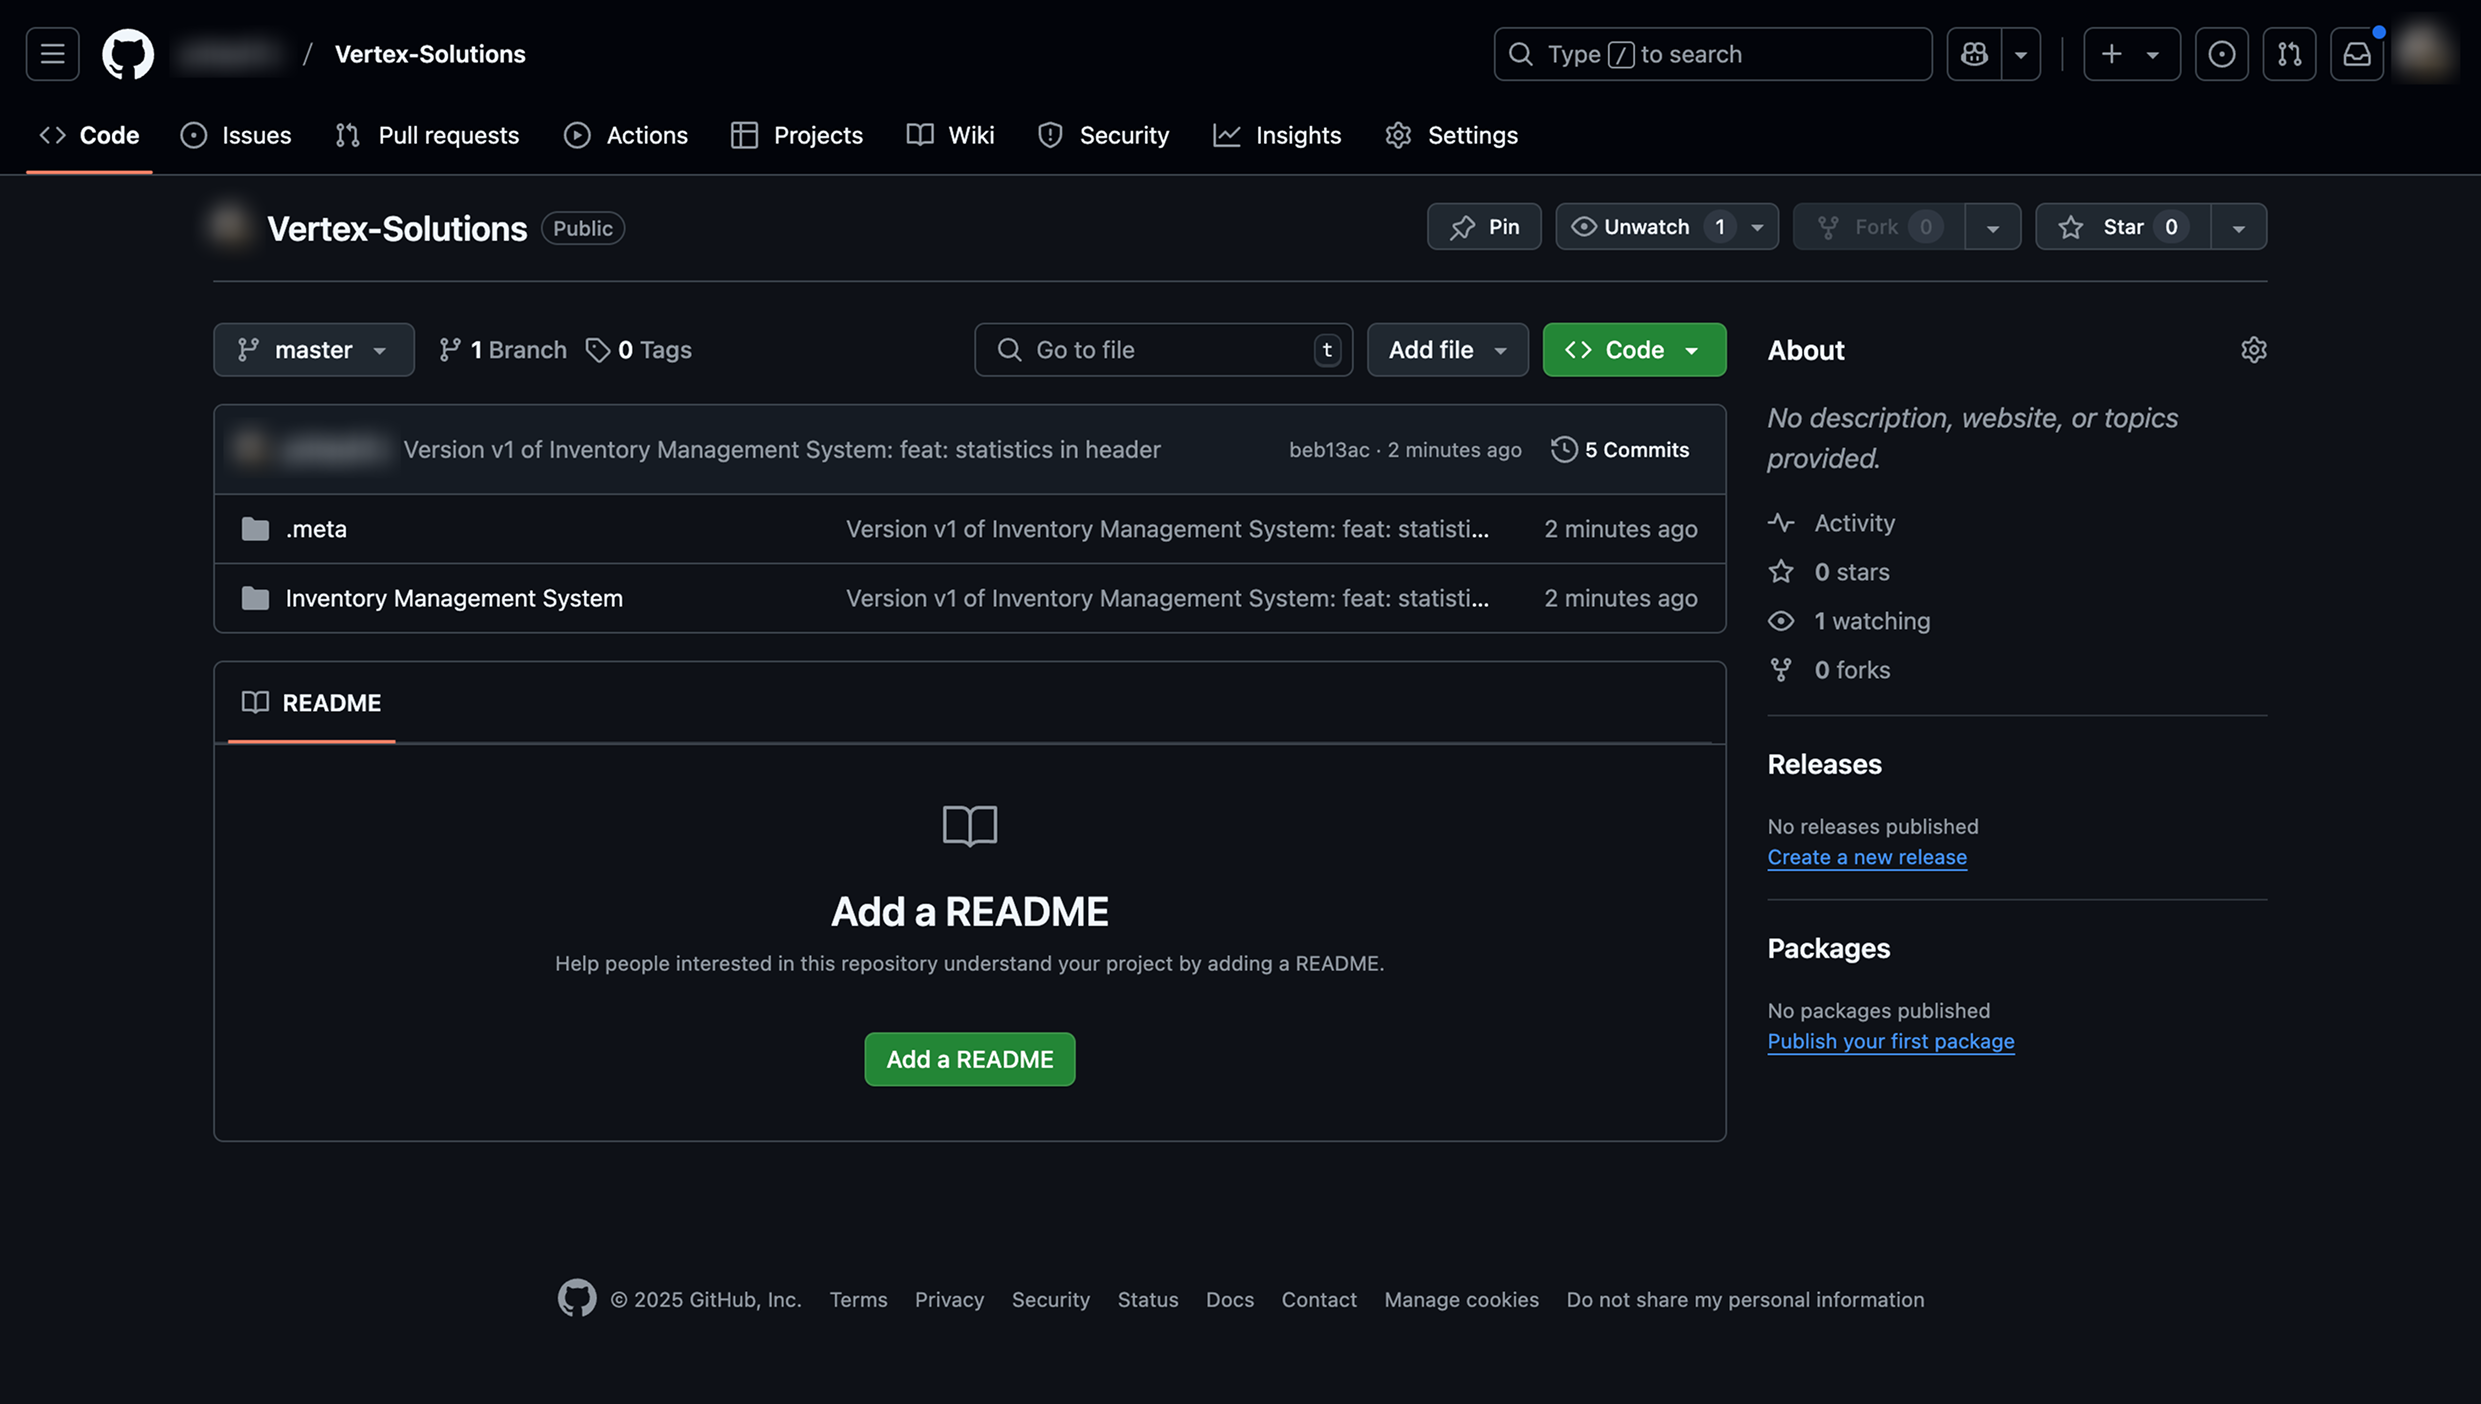 / Vertex-Solutions
Type / to search
Code Issues Pull requests Actions Projects Wiki Security Insights Settings
Vertex-Solutions Public
Pin Unwatch 1 Fork 0 Star 0
master 1 Branch 0 Tags
Go to file t Add file Code
Version v1 of Inventory Management System: feat: statistics in header beb13ac · 2 minutes ago 5 Commits
.meta Version v1 of Inventory Management System: feat: statisti... 2 minutes ago
Inventory Management System Version v1 of Inventory Management System: feat: statisti... 2 minutes ago
README
Add a README
Help people interested in this repository understand your project by adding a README.
Add a README
About
No description, website, or topics
provided.
Activity
0 stars
1 watching
0 forks
Releases
No releases published
Create a new release
Packages
No packages published
Publish your first package
© 2025 GitHub, Inc. Terms Privacy Security Status Docs Contact Manage cookies Do not share my personal information